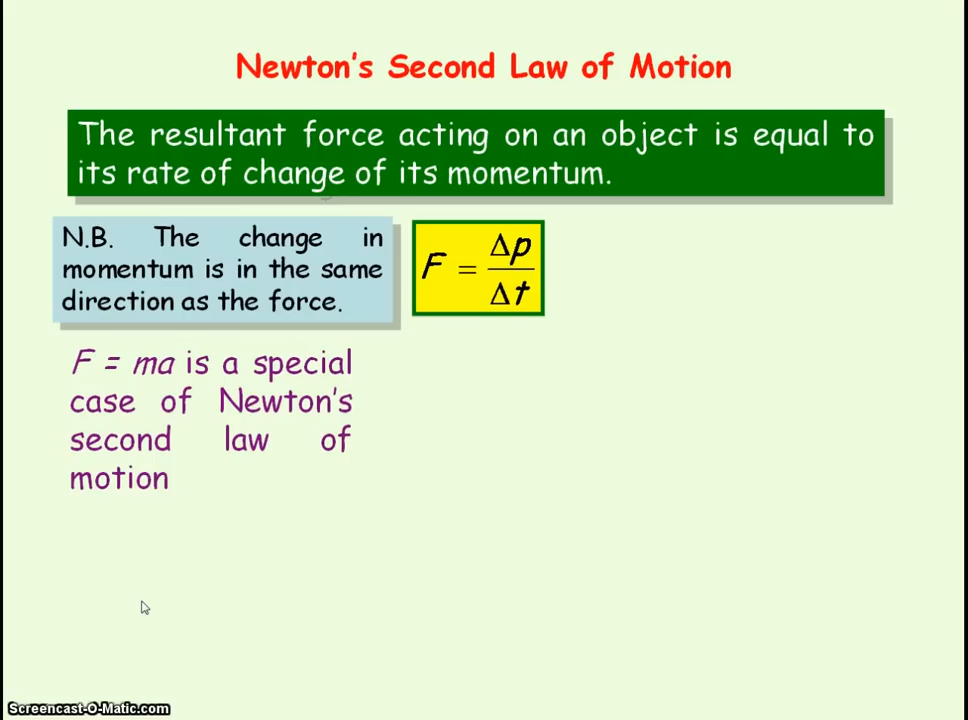 Newton's Second Law of Motion
The resultant force acting on an object is equal to
its rate of change of its momentum.
N.B. The change in
momentum is in the same
direction as the force.
F = Δp/Δt
F = ma is a special
case of Newton's
second law of
motion
Screencast-O-Matic.com